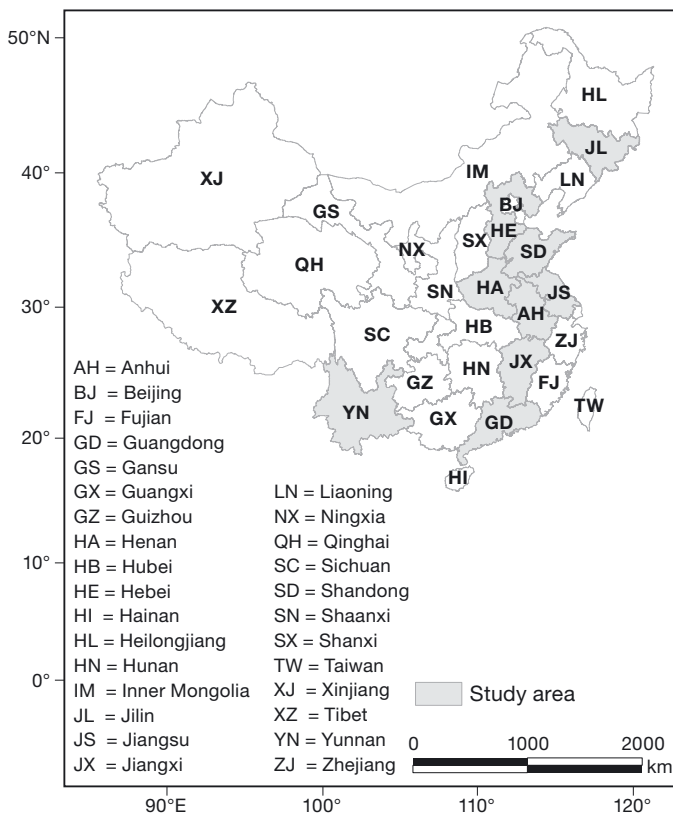 50°N
HL
JL
40°
IM
LN
XJ
BJ
GS
HE
SX
NX
SD
QH
HA
JS
SN
30°
XZ
AH
HB
SC
ZJ
JX
HN
AH = Anhui
GZ
FJ
BJ = Beijing
TW
YN
FJ = Fujian
GX
GD
20°
GD = Guangdong
GS = Gansu
HI
GX = Guangxi
LN = Liaoning
GZ = Guizhou
NX = Ningxia
HA = Henan
QH = Qinghai
10°
HB = Hubei
SC = Sichuan
HE = Hebei
SD = Shandong
HI = Hainan
SN = Shaanxi
HL = Heilongjiang
SX = Shanxi
HN = Hunan
TW = Taiwan
0°
IM = Inner Mongolia
XJ = Xinjiang
Study area
JL = Jilin
XZ = Tibet
JS = Jiangsu
YN = Yunnan
0 1000 2000
JX = Jiangxi
ZJ = Zhejiang
km
90°E 100° 110° 120°